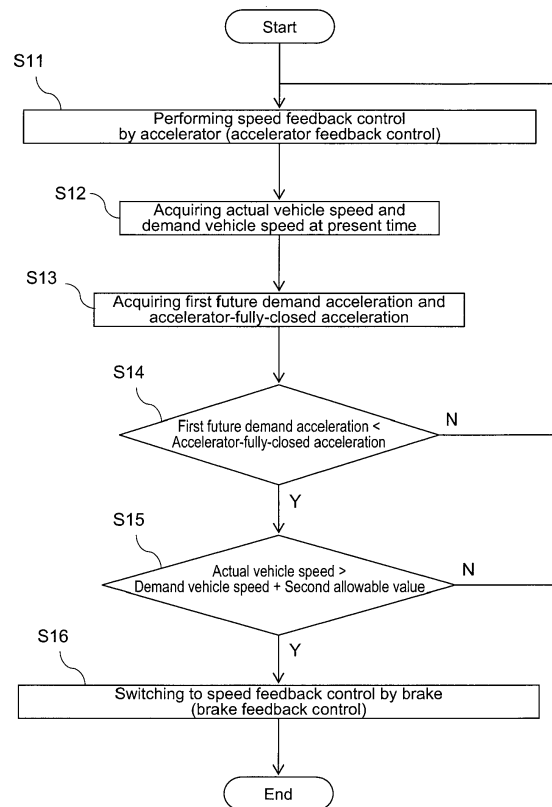 Start
S11
Performing speed feedback control
by accelerator (accelerator feedback control)
S12
Acquiring actual vehicle speed and
demand vehicle speed at present time
S13
Acquiring first future demand acceleration and
accelerator-fully-closed acceleration
S14
First future demand acceleration <
Accelerator-fully-closed acceleration
N
Y
S15
Actual vehicle speed >
Demand vehicle speed + Second allowable value
N
Y
S16
Switching to speed feedback control by brake
(brake feedback control)
End